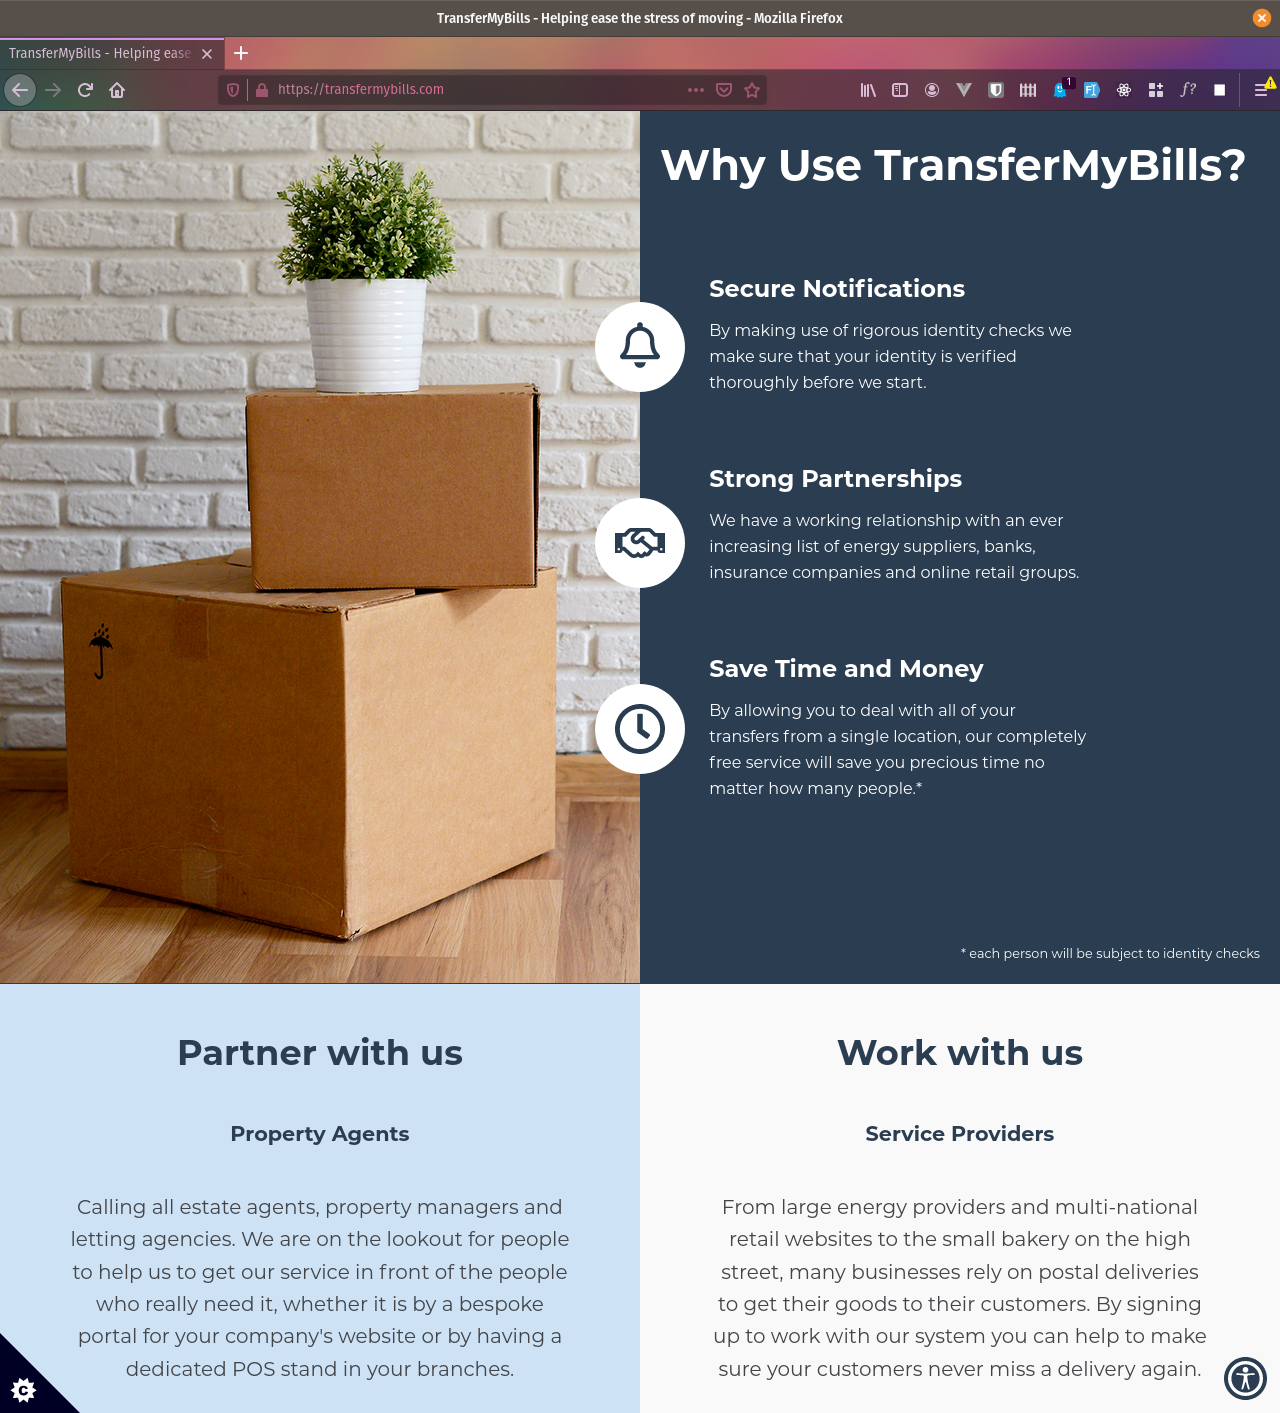 TransferMyBills - Helping ease the stress of moving - Mozilla Firefox
TransferMyBills - Helping ease
https://transfermybills.com
1
f?
Why Use TransferMyBills?
Secure Notifications
By making use of rigorous identity checks we
make sure that your identity is verified
thoroughly before we start.
Strong Partnerships
We have a working relationship with an ever
increasing list of energy suppliers, banks,
insurance companies and online retail groups.
Save Time and Money
By allowing you to deal with all of your
transfers from a single location, our completely
free service will save you precious time no
matter how many people.*
* each person will be subject to identity checks
Partner with us
Property Agents
Calling all estate agents, property managers and
letting agencies. We are on the lookout for people
to help us to get our service in front of the people
who really need it, whether it is by a bespoke
portal for your company's website or by having a
dedicated POS stand in your branches.
Work with us
Service Providers
From large energy providers and multi-national
retail websites to the small bakery on the high
street, many businesses rely on postal deliveries
to get their goods to their customers. By signing
up to work with our system you can help to make
sure your customers never miss a delivery again.
C